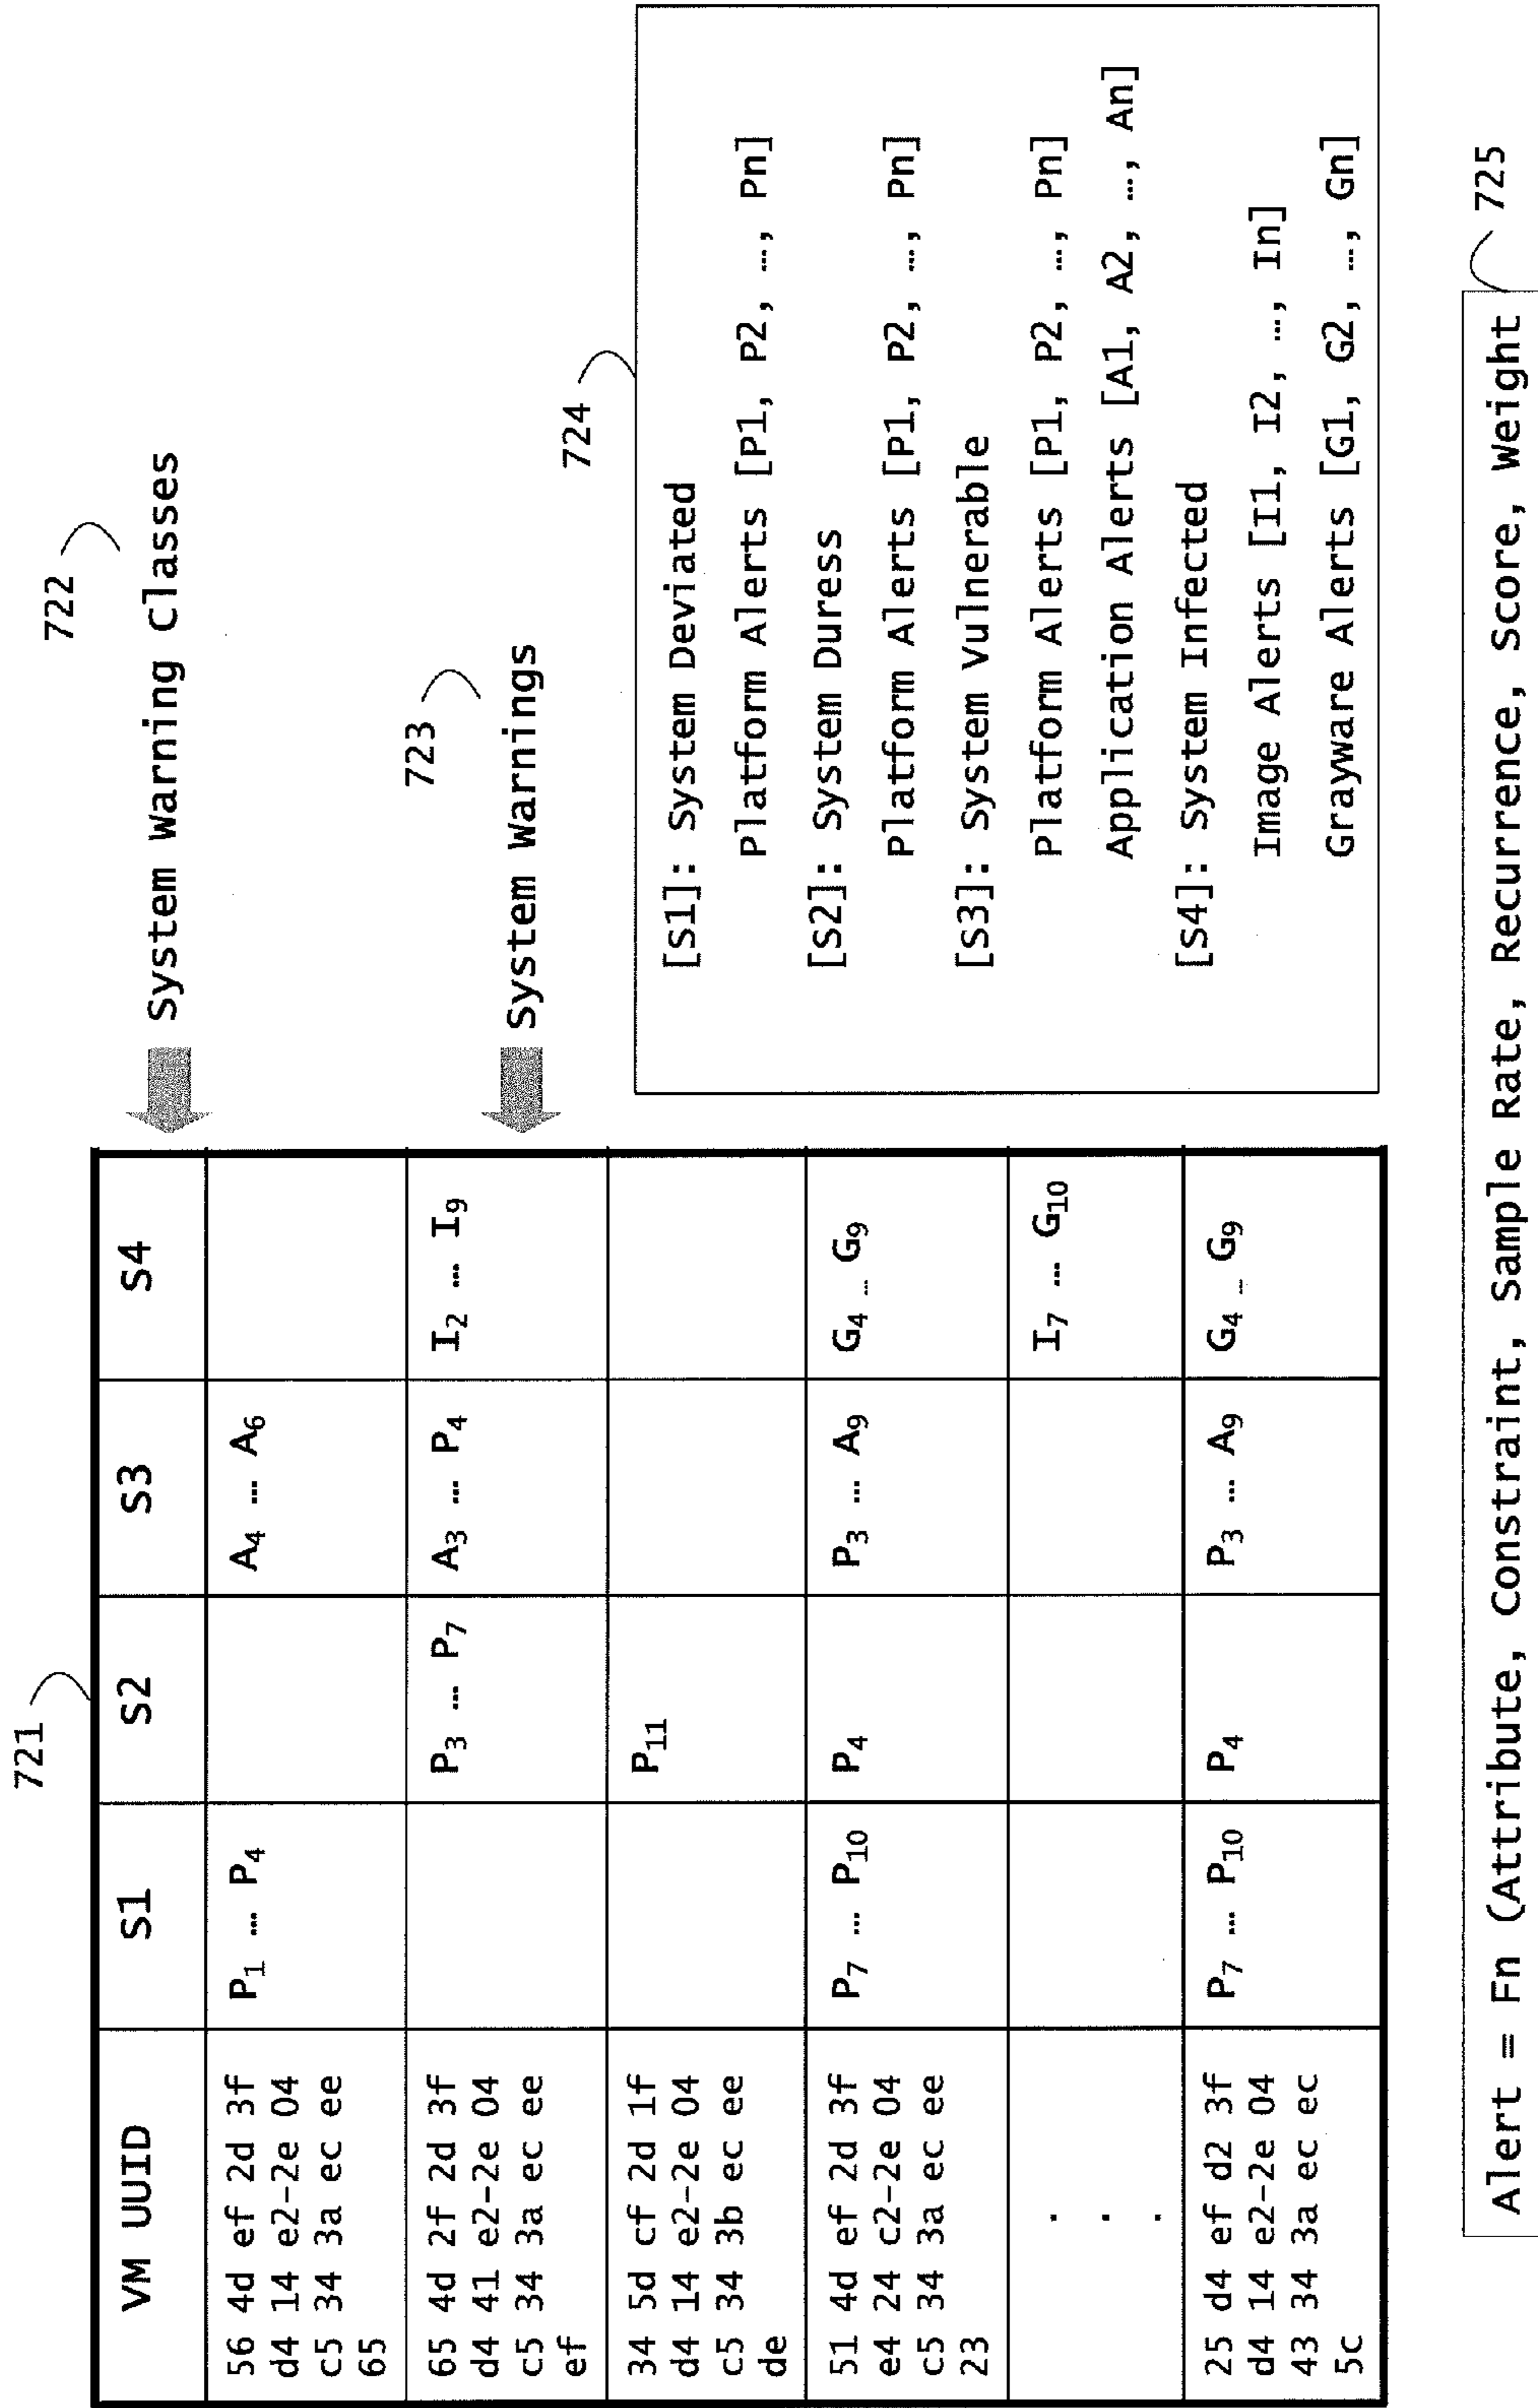 721
VM UUID S1 S2 S3 S4
56 4d ef 2d 3f P1 … P4 A4 … A6
d4 14 e2-2e 04
c5 34 3a ec ee
65
65 4d 2f 2d 3f P3 … P7 A3 … P4 I2 … I9
d4 41 e2-2e 04
c5 34 3a ec ee
ef
34 5d cf 2d 1f P11
d4 14 e2-2e 04
c5 34 3b ec ee
de
51 4d ef 2d 3f P7 … P10 P4 P3 … A9 G4 … G9
e4 24 c2-2e 04
c5 34 3a ec ee
23
. . . I7 … G10
25 d4 ef d2 3f P7 … P10 P4 P3 … A9 G4 … G9
d4 14 e2-2e 04
43 34 3a ec ec
5c
722
System Warning Classes
723
System Warnings
724
[S1]: System Deviated
Platform Alerts [P1, P2, …, Pn]
[S2]: System Duress
Platform Alerts [P1, P2, …, Pn]
[S3]: System Vulnerable
Platform Alerts [P1, P2, …, Pn]
Application Alerts [A1, A2, …, An]
[S4]: System Infected
Image Alerts [I1, I2, …, In]
Grayware Alerts [G1, G2, …, Gn]
725
Alert = Fn (Attribute, Constraint, Sample Rate, Recurrence, Score, Weight